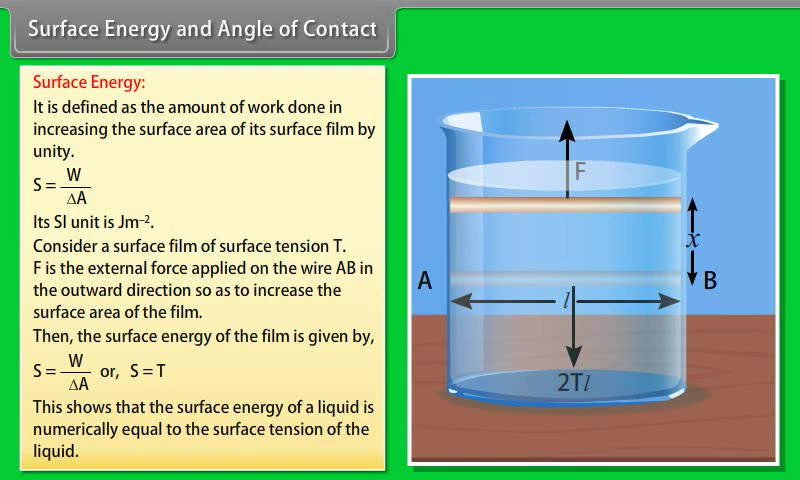 Surface Energy and Angle of Contact
Surface Energy:
It is defined as the amount of work done in
increasing the surface area of its surface film by
unity.
S = W/ΔA
Its SI unit is Jm⁻².
Consider a surface film of surface tension T.
F is the external force applied on the wire AB in
the outward direction so as to increase the
surface area of the film.
Then, the surface energy of the film is given by,
S = W/ΔA or, S = T
This shows that the surface energy of a liquid is
numerically equal to the surface tension of the
liquid.
F
x
A
B
l
2Tl